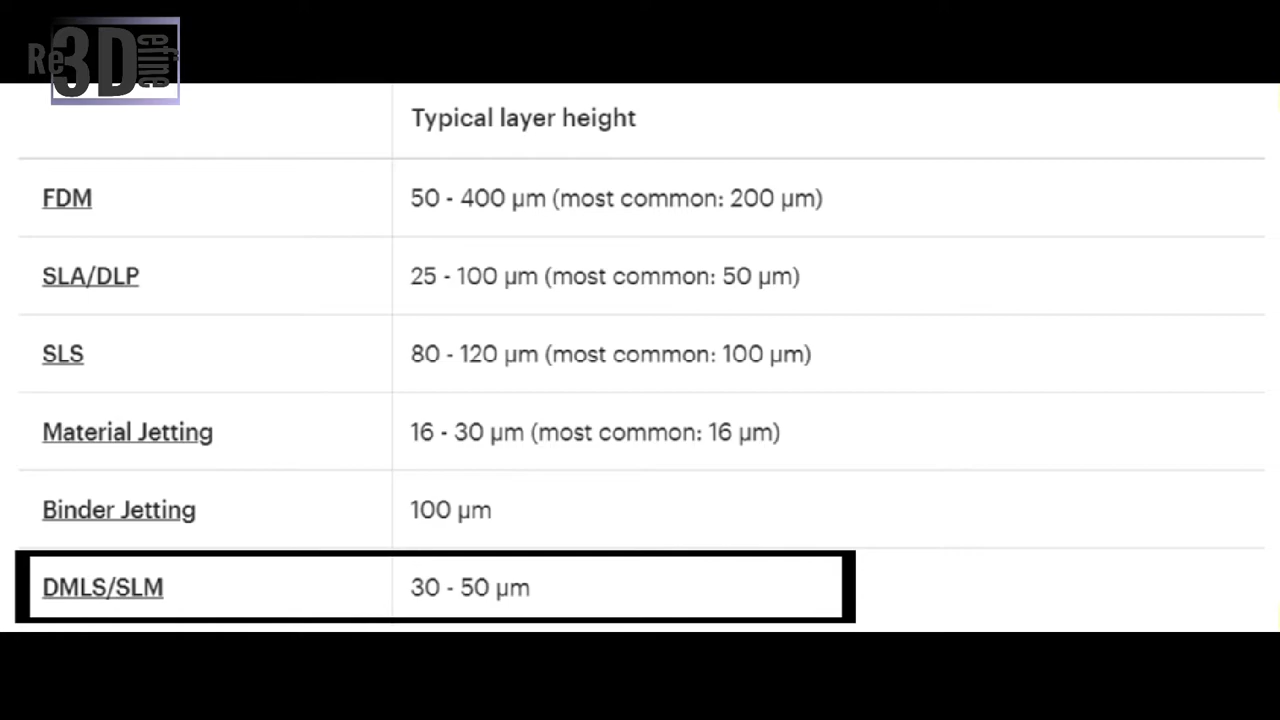 Re3Define
Typical layer height
FDM 50 - 400 μm (most common: 200 μm)
SLA/DLP 25 - 100 μm (most common: 50 μm)
SLS 80 - 120 μm (most common: 100 μm)
Material Jetting 16 - 30 μm (most common: 16 μm)
Binder Jetting 100 μm
DMLS/SLM 30 - 50 μm